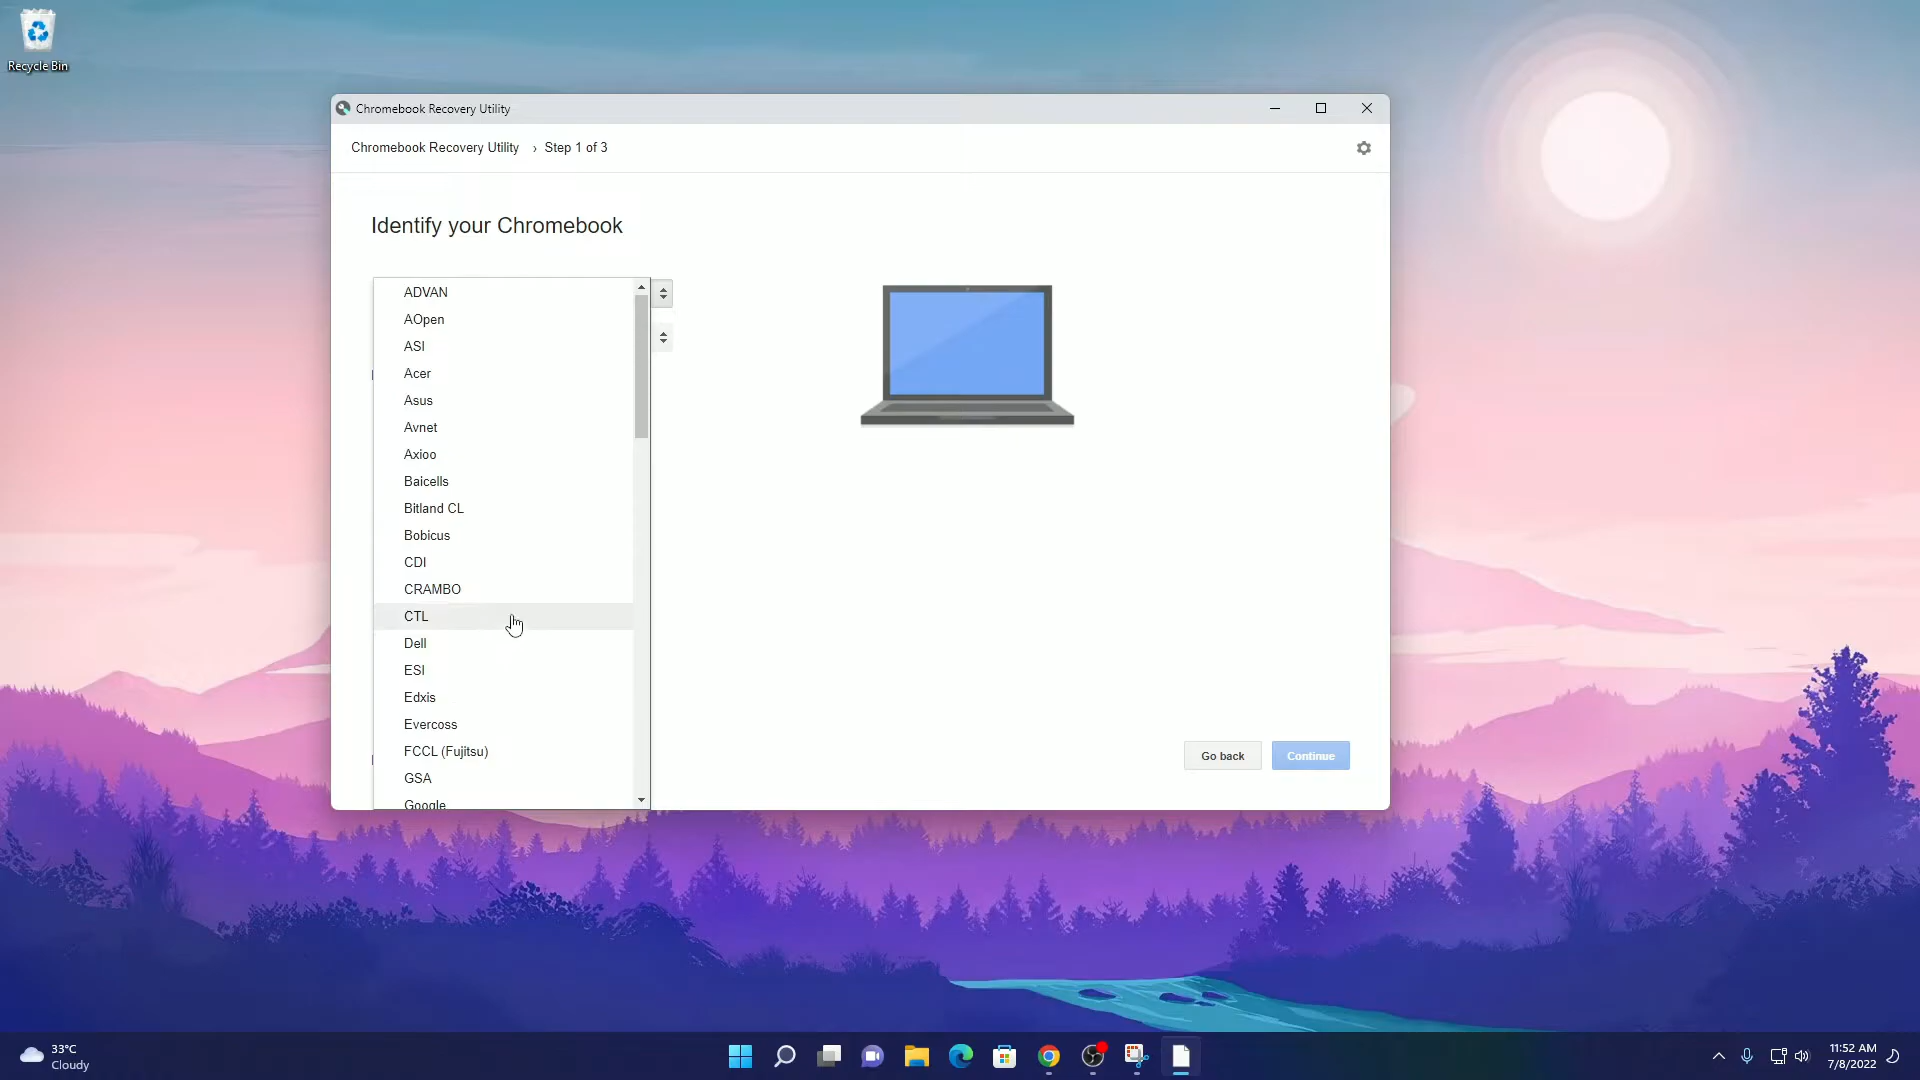 Recycle Bin
Chromebook Recovery Utility
Chromebook Recovery Utility › Step 1 of 3
Identify your Chromebook
ADVAN
AOpen
ASI
Acer
Asus
Avnet
Axioo
Baicells
Bitland CL
Bobicus
CDI
CRAMBO
CTL
Dell
ESI
Edxis
Evercoss
FCCL (Fujitsu)
GSA
Google
Go back
Continue
33°C
Cloudy
11:52 AM
7/8/2022